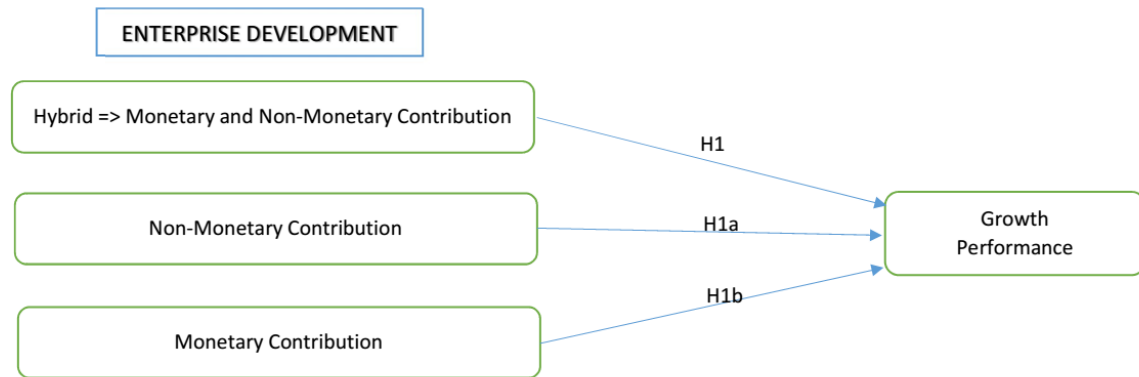 ENTERPRISE DEVELOPMENT
Hybrid => Monetary and Non-Monetary Contribution
H1
Non-Monetary Contribution
H1a
Growth
Performance
H1b
Monetary Contribution